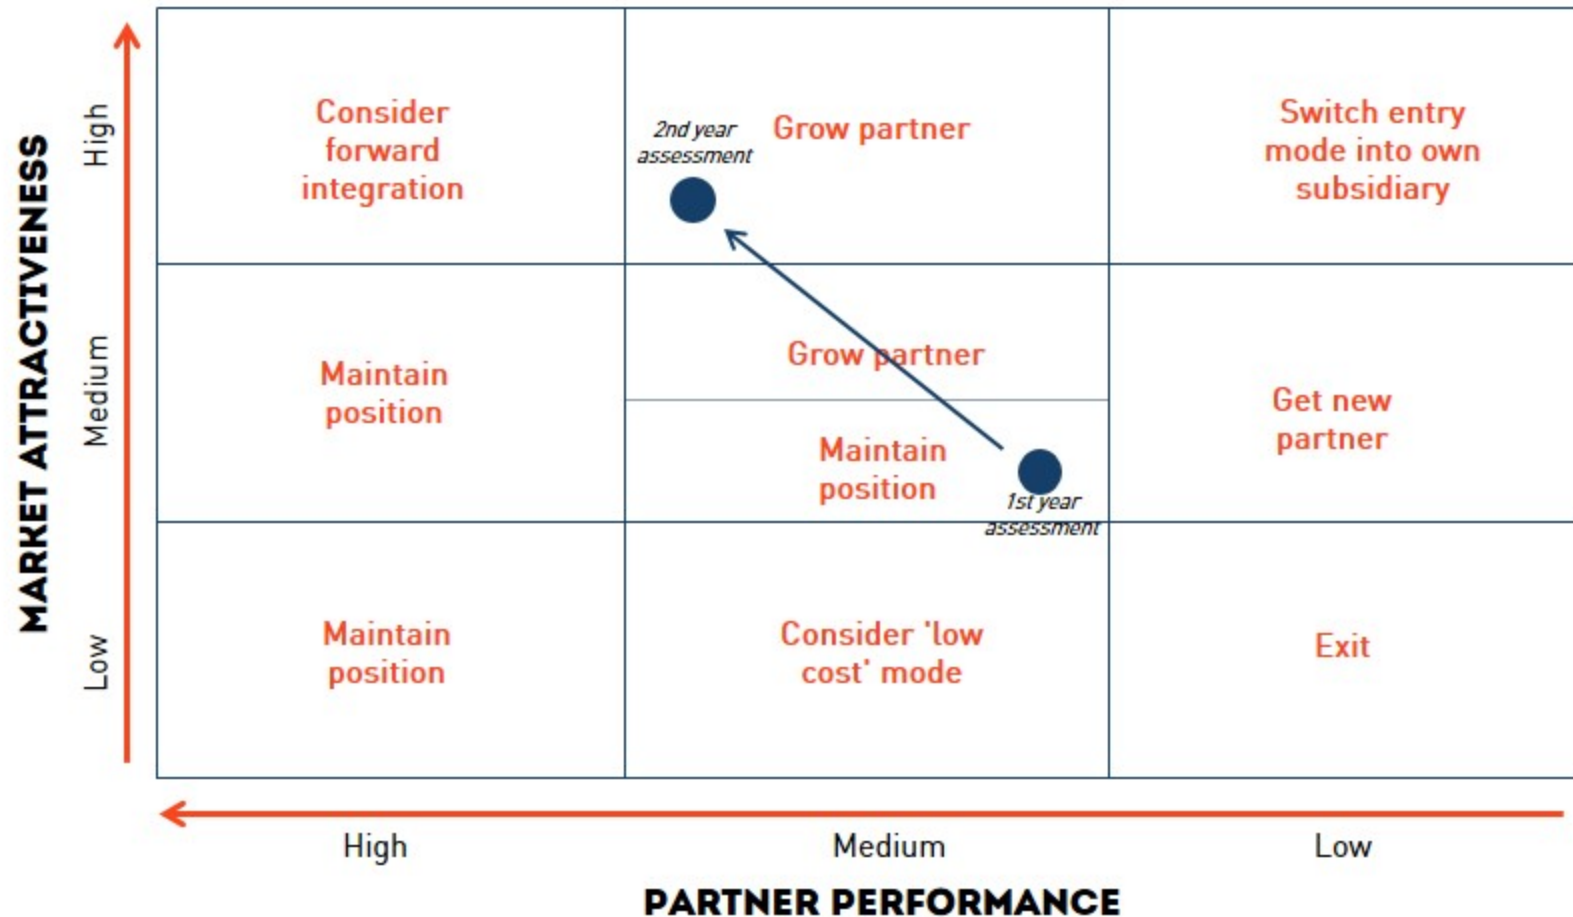 MARKET ATTRACTIVENESS
High
Medium
Low
Consider
forward
integration
2nd year
assessment
Grow partner
Switch entry
mode into own
subsidiary
Maintain
position
Grow partner
Maintain
position
1st year
assessment
Get new
partner
Maintain
position
Consider 'low
cost' mode
Exit
High
Medium
Low
PARTNER PERFORMANCE